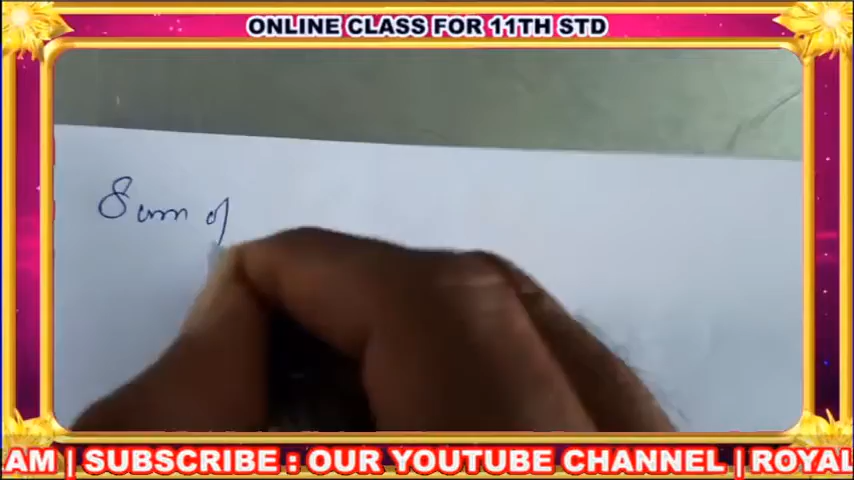 ONLINE CLASS FOR 11TH STD
Sum of
AM | SUBSCRIBE : OUR YOUTUBE CHANNEL | ROYAL